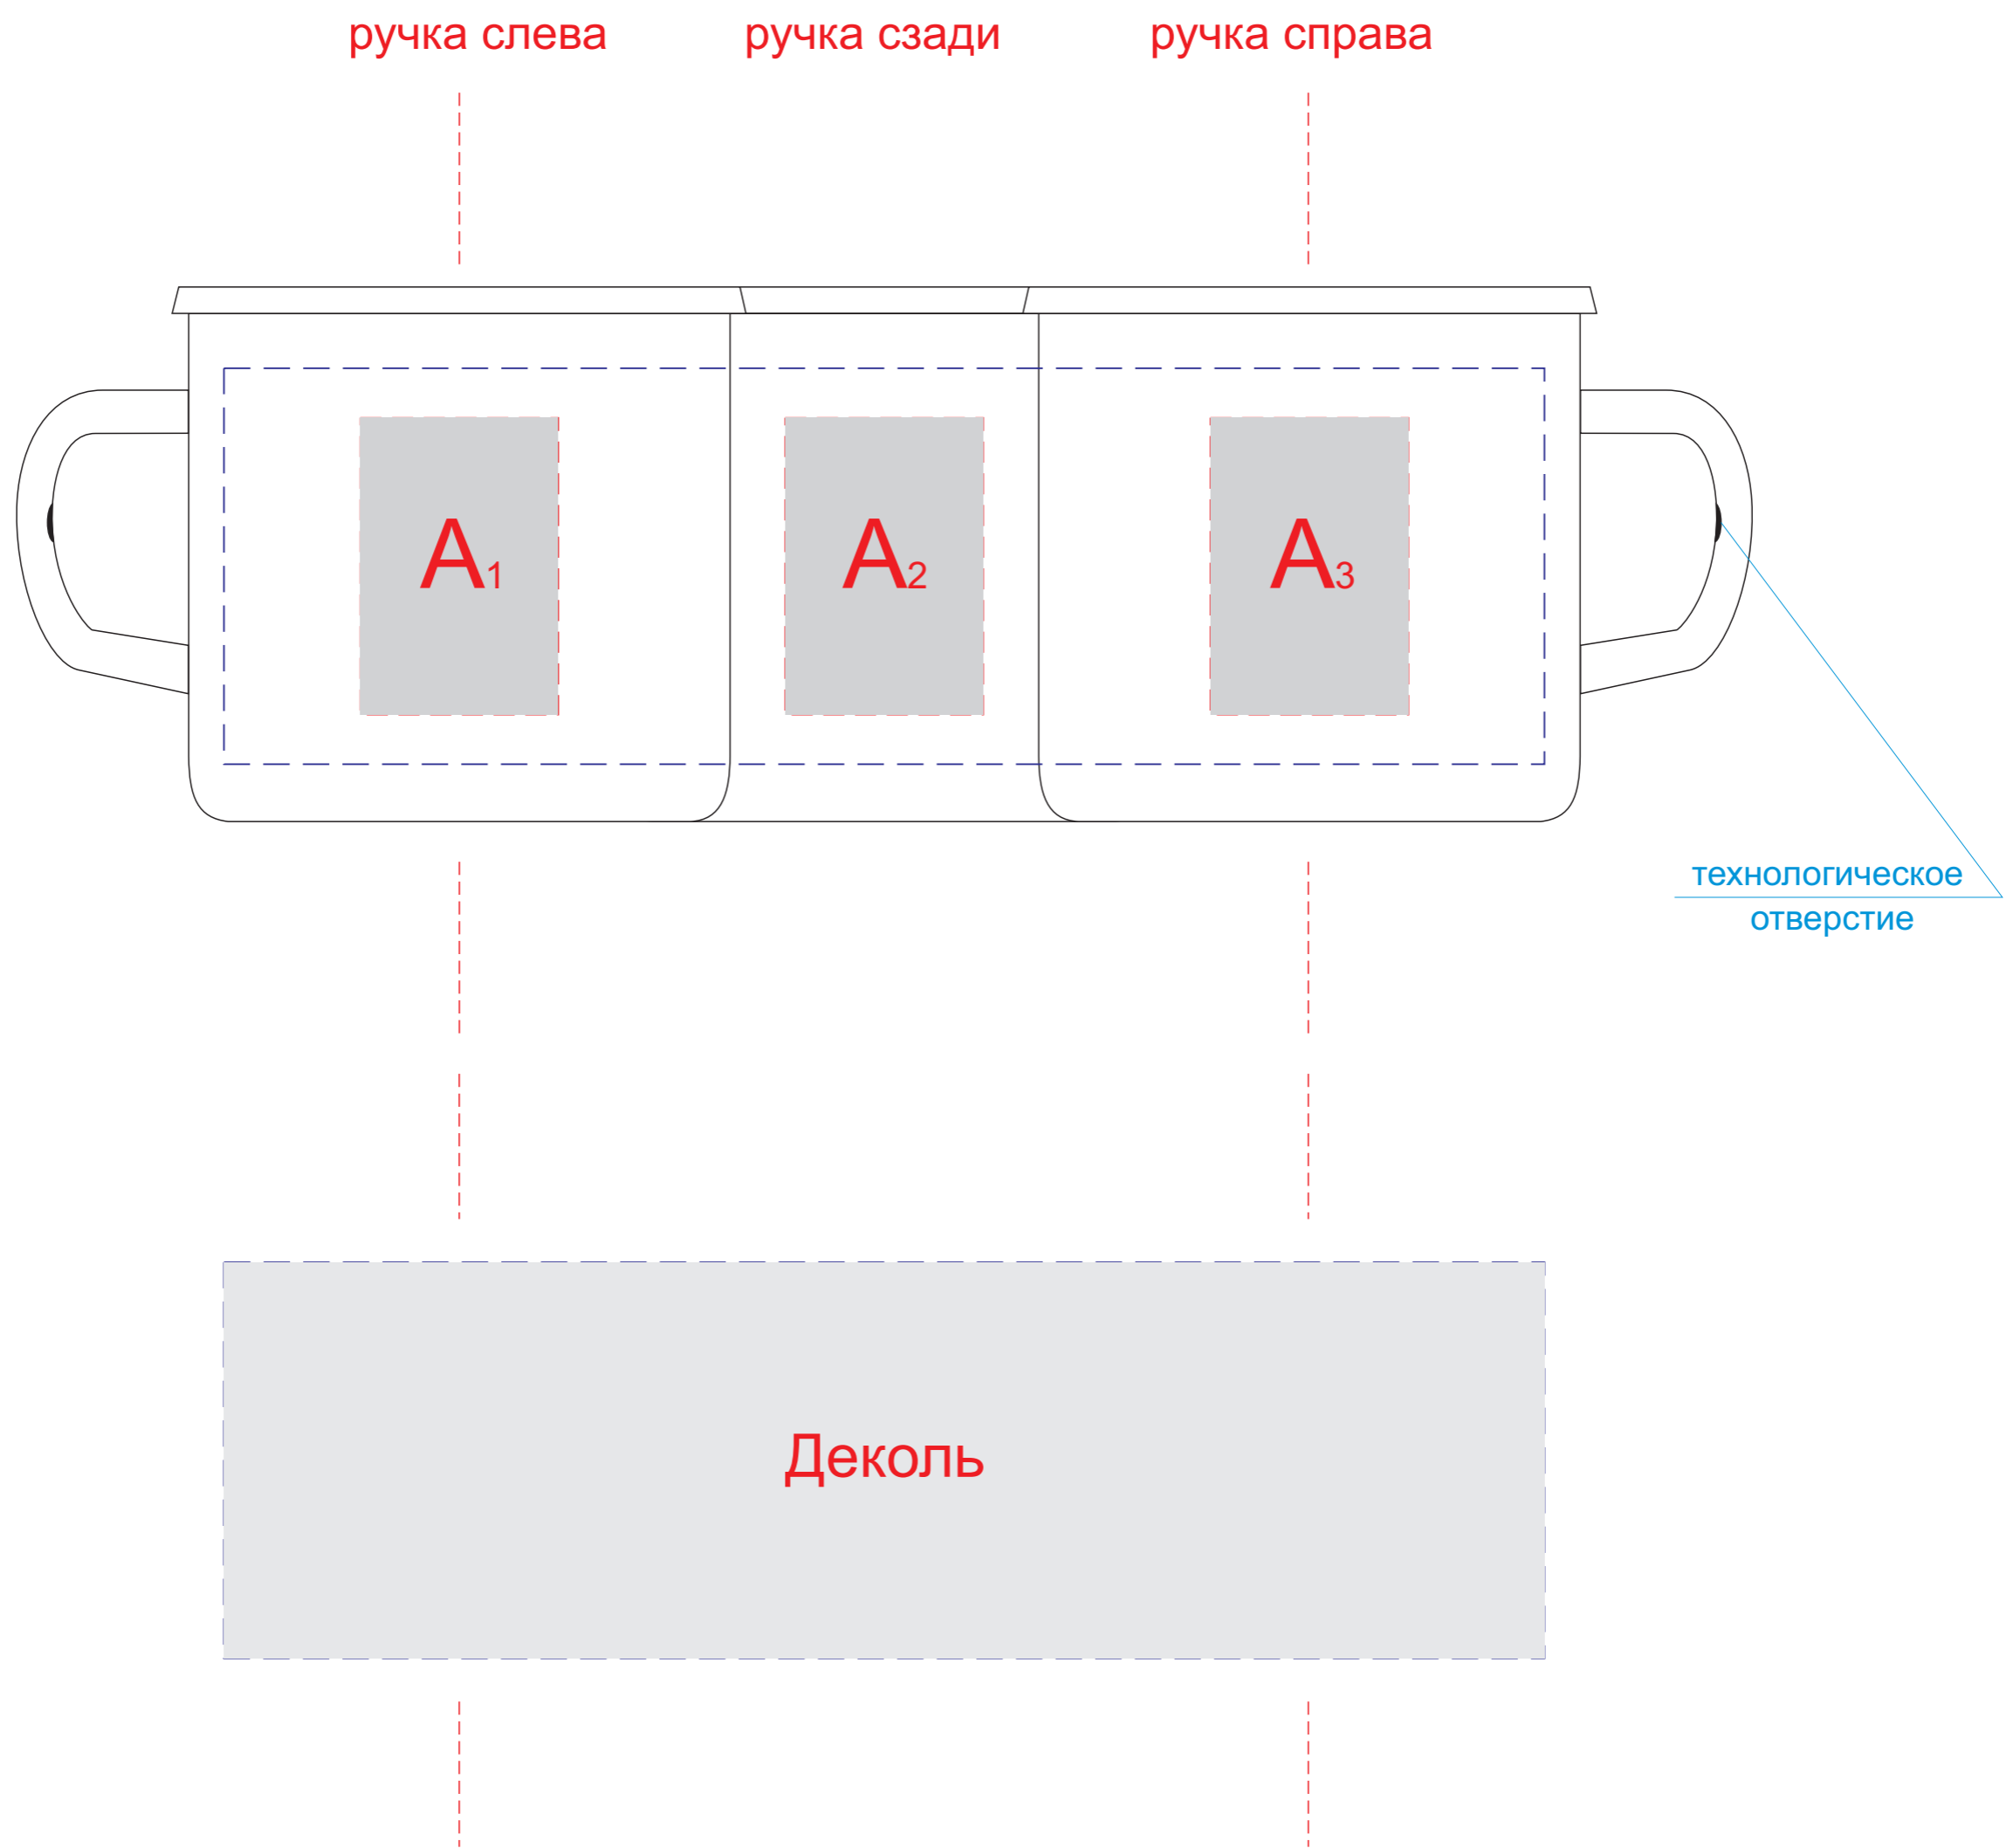 ручка слева
ручка сзади
ручка справа
A1
A2
A3
технологическое
отверстие
Деколь